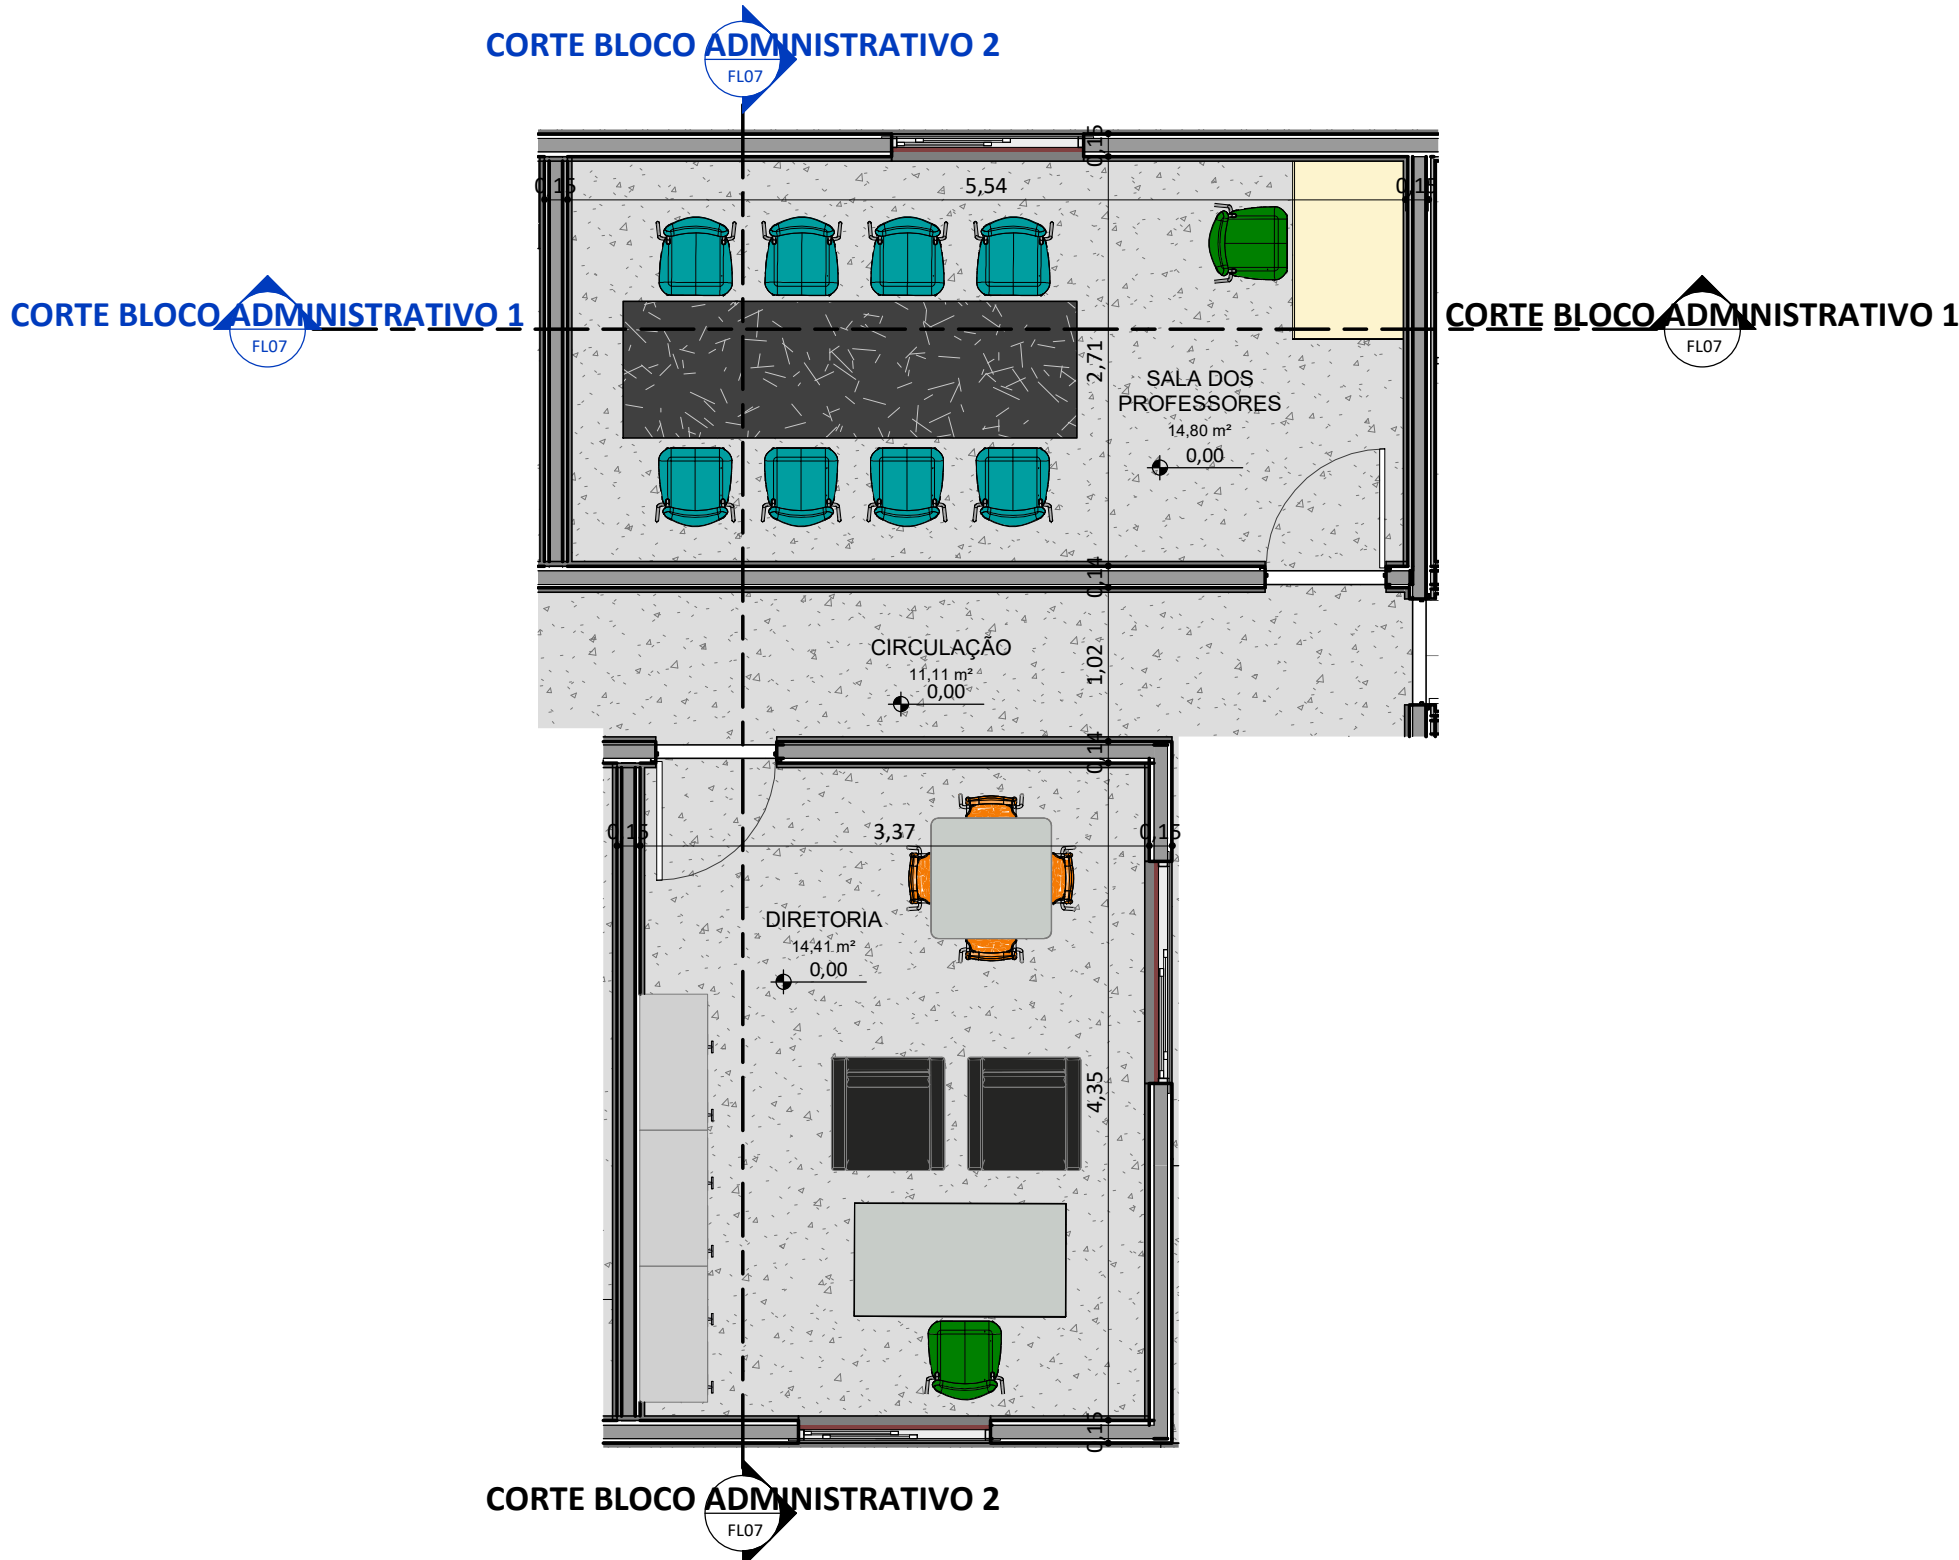 CORTE BLOCO ADMINISTRATIVO 2
FL07
0,15
0,15
5,54
0,15
CORTE BLOCO ADMINISTRATIVO 1
FL07
CORTE BLOCO ADMINISTRATIVO 1
FL07
2,71
SALA DOS
PROFESSORES
14,80 m²
0,00
0,14
CIRCULAÇÃO
11,11 m²
0,00
1,02
0,14
0,15
3,37
0,15
DIRETORIA
14,41 m²
0,00
4,35
0,15
CORTE BLOCO ADMINISTRATIVO 2
FL07